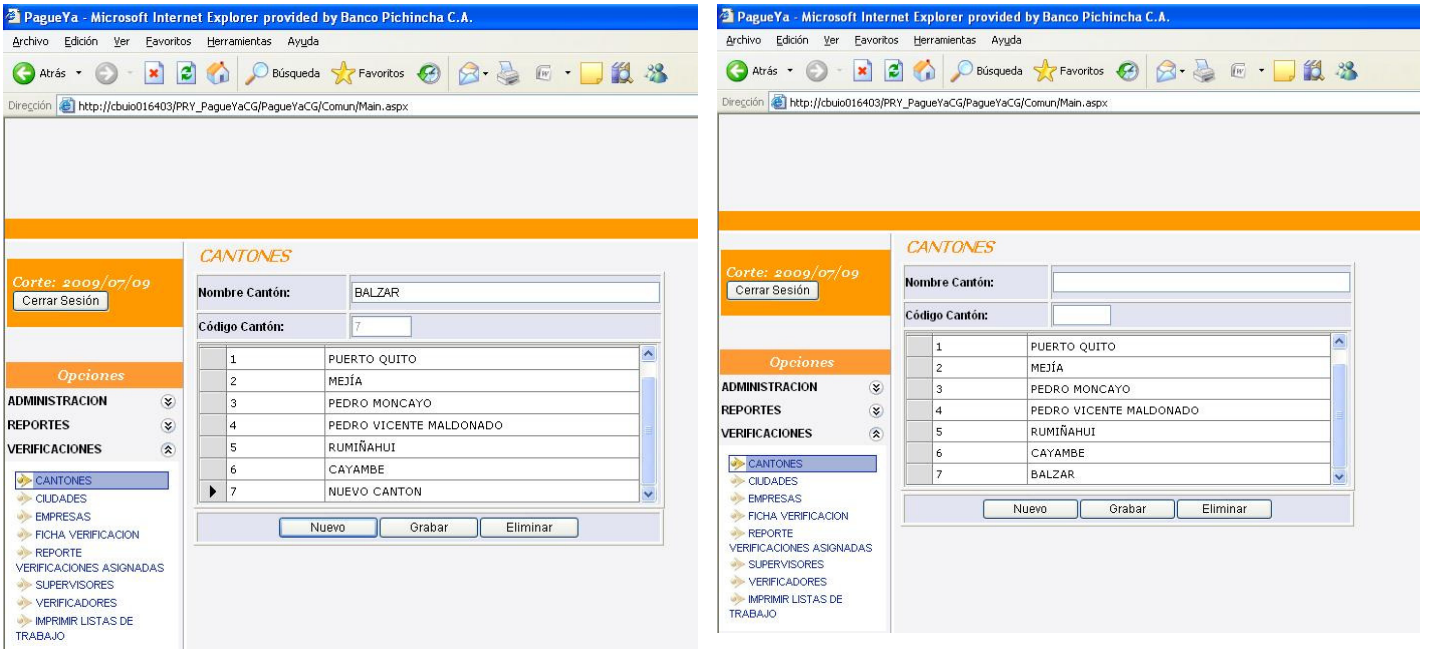 PagueYa - Microsoft Internet Explorer provided by Banco Pichincha C.A.
Archivo Edición Ver Favoritos Herramientas Ayuda
Atrás Búsqueda Favoritos
Dirección http://cbuio016403/PRY_PagueYaCG/PagueYaCG/Comun/Main.aspx
CANTONES
Corte: 2009/07/09
Cerrar Sesión
Nombre Cantón: BALZAR
Código Cantón: 7
1 PUERTO QUITO
2 MEJÍA
3 PEDRO MONCAYO
4 PEDRO VICENTE MALDONADO
5 RUMIÑAHUI
6 CAYAMBE
7 NUEVO CANTON
Nuevo Grabar Eliminar
Opciones
ADMINISTRACION
REPORTES
VERIFICACIONES
CANTONES
CIUDADES
EMPRESAS
FICHA VERIFICACION
REPORTE
VERIFICACIONES ASIGNADAS
SUPERVISORES
VERIFICADORES
IMPRIMIR LISTAS DE
TRABAJO
PagueYa - Microsoft Internet Explorer provided by Banco Pichincha C.A.
Archivo Edición Ver Favoritos Herramientas Ayuda
Atrás Búsqueda Favoritos
Dirección http://cbuio016403/PRY_PagueYaCG/PagueYaCG/Comun/Main.aspx
CANTONES
Corte: 2009/07/09
Cerrar Sesión
Nombre Cantón:
Código Cantón:
1 PUERTO QUITO
2 MEJÍA
3 PEDRO MONCAYO
4 PEDRO VICENTE MALDONADO
5 RUMIÑAHUI
6 CAYAMBE
7 BALZAR
Nuevo Grabar Eliminar
Opciones
ADMINISTRACION
REPORTES
VERIFICACIONES
CANTONES
CIUDADES
EMPRESAS
FICHA VERIFICACION
REPORTE
VERIFICACIONES ASIGNADAS
SUPERVISORES
VERIFICADORES
IMPRIMIR LISTAS DE
TRABAJO